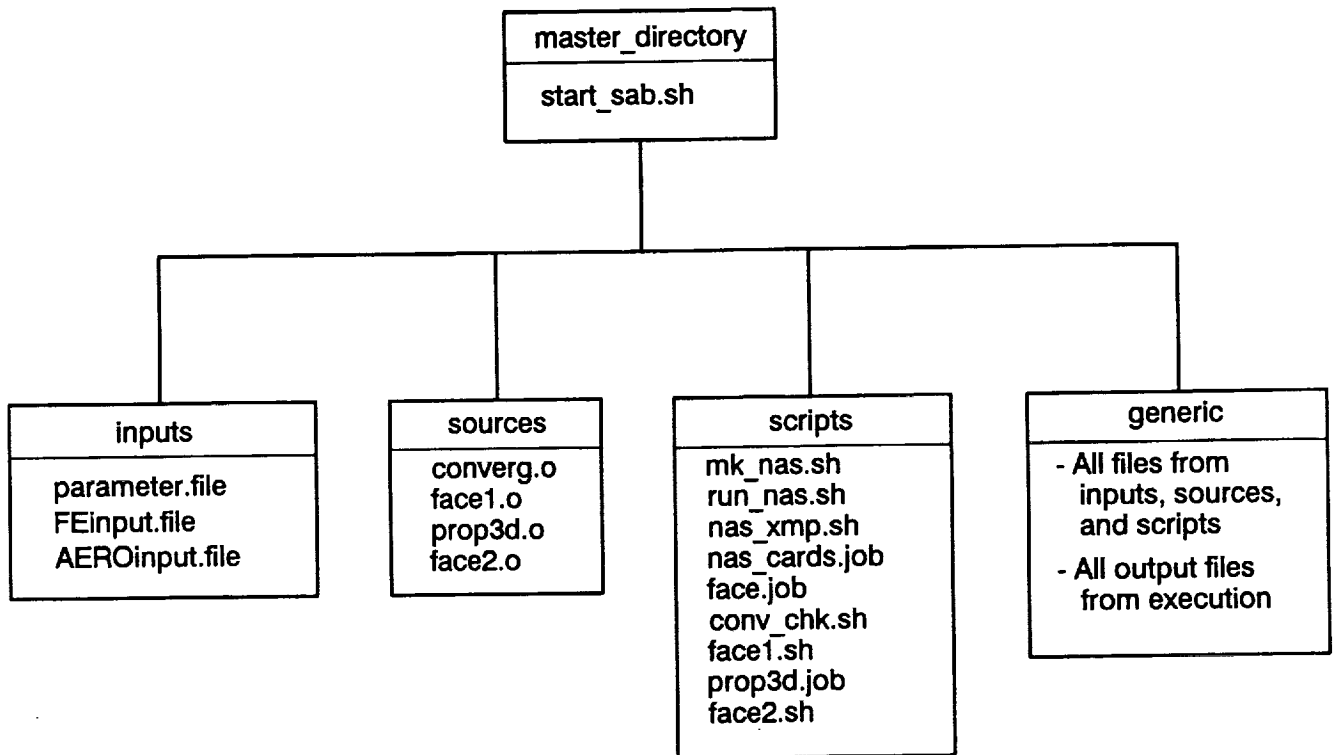 master_directory
start_sab.sh
inputs
parameter.file
FEinput.file
AEROinput.file
sources
converg.o
face1.o
prop3d.o
face2.o
scripts
mk_nas.sh
run_nas.sh
nas_xmp.sh
nas_cards.job
face.job
conv_chk.sh
face1.sh
prop3d.job
face2.sh
generic
- All files from
inputs, sources,
and scripts
- All output files
from execution